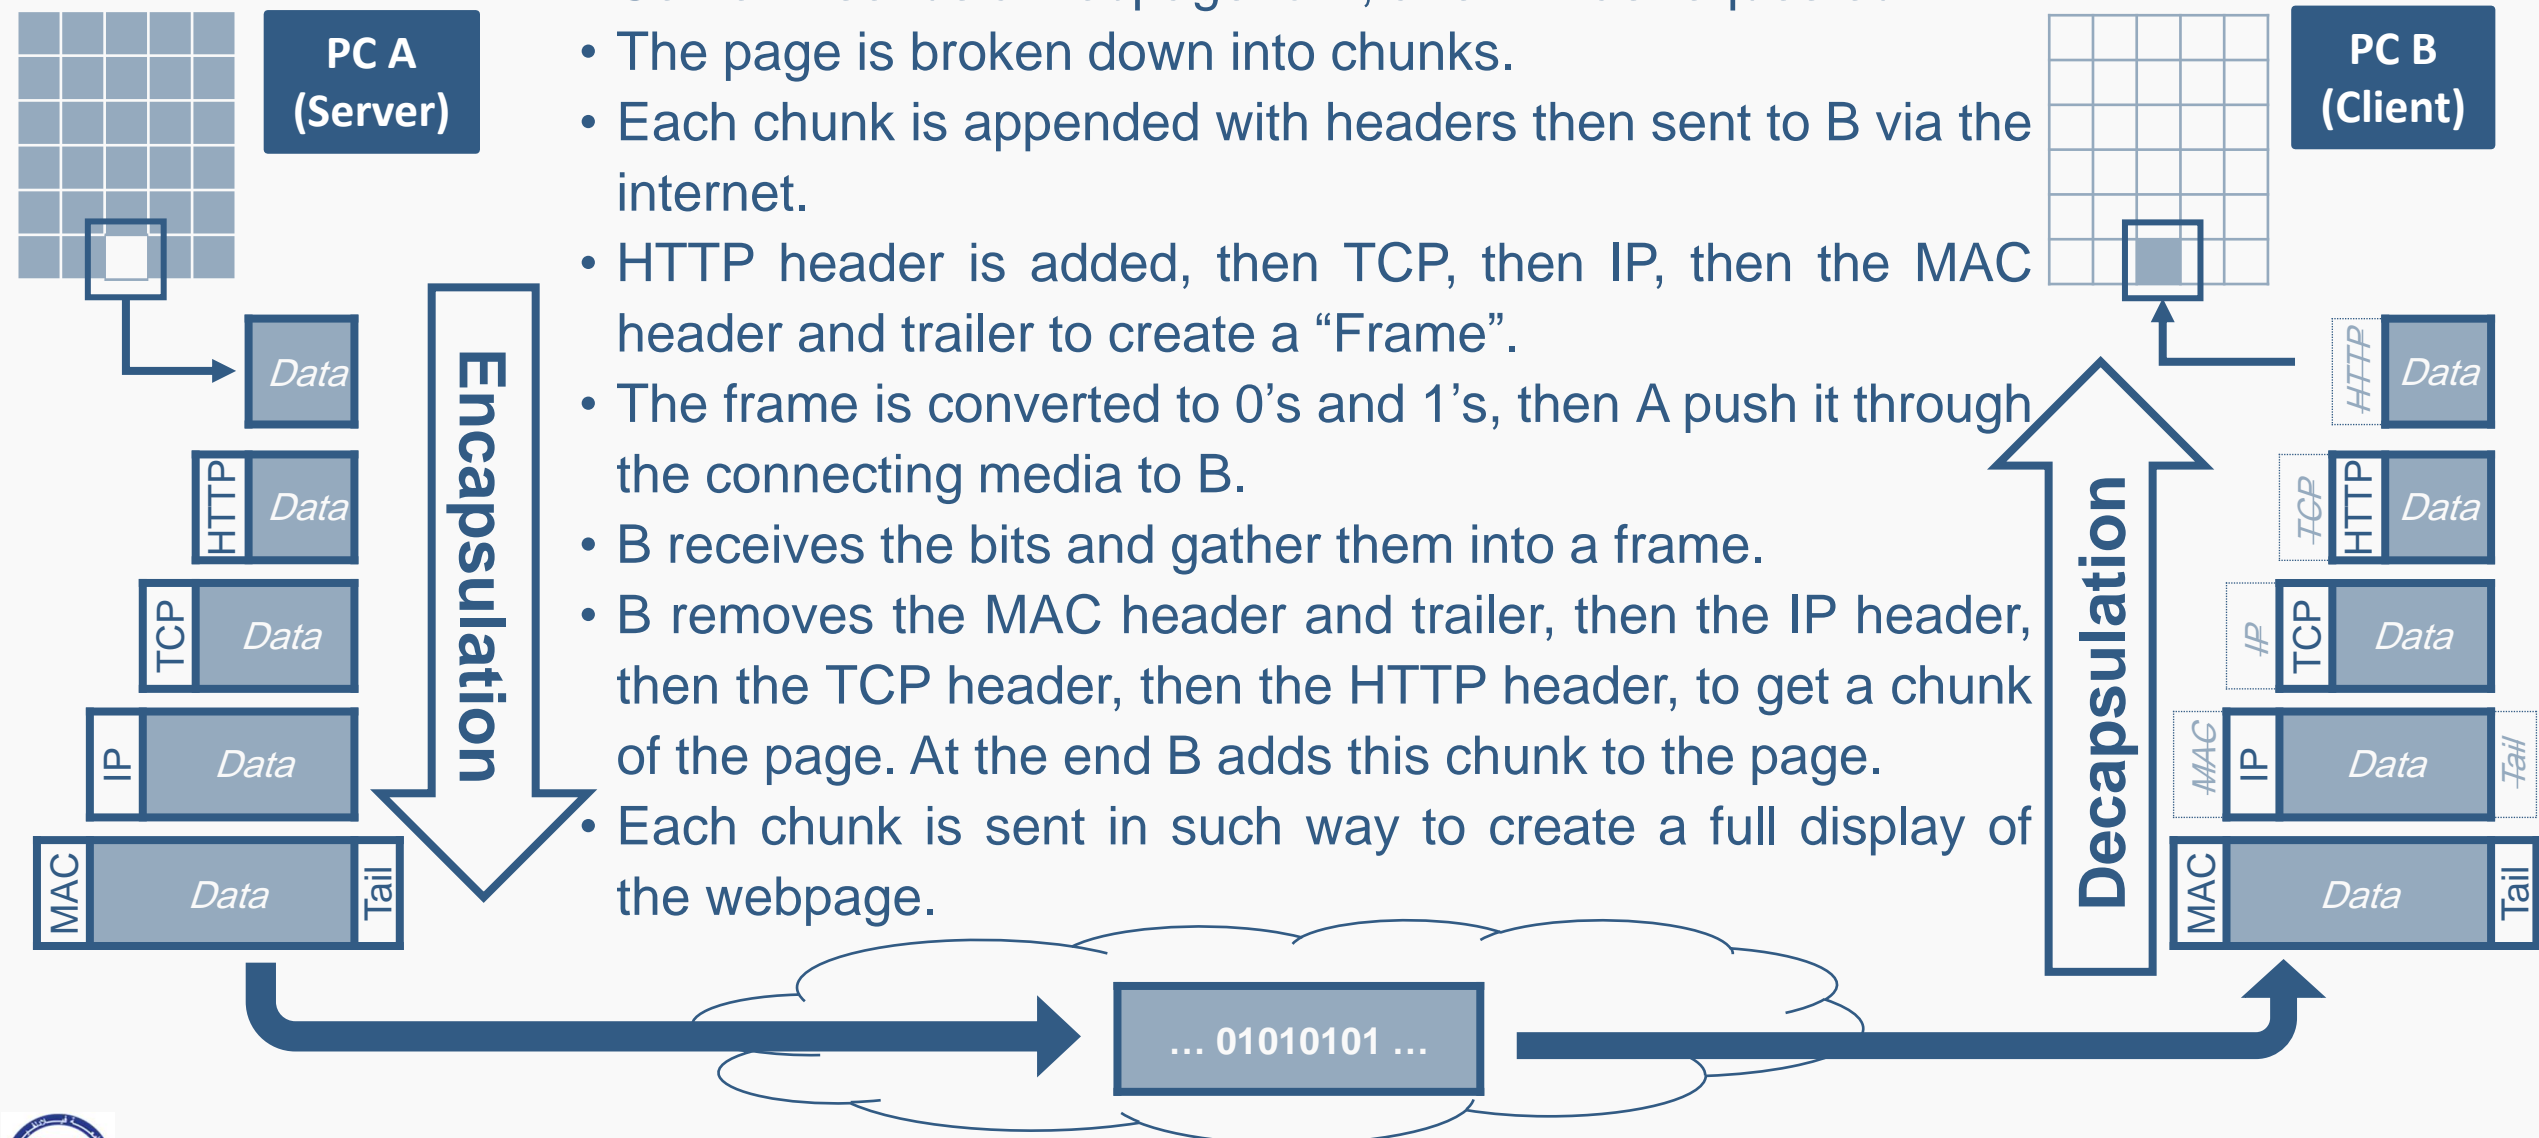 PC A
(Server)
• The page is broken down into chunks.
• Each chunk is appended with headers then sent to B via the
internet.
• HTTP header is added, then TCP, then IP, then the MAC
header and trailer to create a “Frame”.
• The frame is converted to 0’s and 1’s, then A push it through
the connecting media to B.
• B receives the bits and gather them into a frame.
• B removes the MAC header and trailer, then the IP header,
then the TCP header, then the HTTP header, to get a chunk
of the page. At the end B adds this chunk to the page.
• Each chunk is sent in such way to create a full display of
the webpage.
PC B
(Client)
Data
HTTP Data
TCP Data
IP Data
MAC Data Tail
Encapsulation
... 01010101 ...
Decapsulation
HTTP Data
TCP HTTP Data
IP TCP Data
MAC IP Data Tail
MAC Data Tail